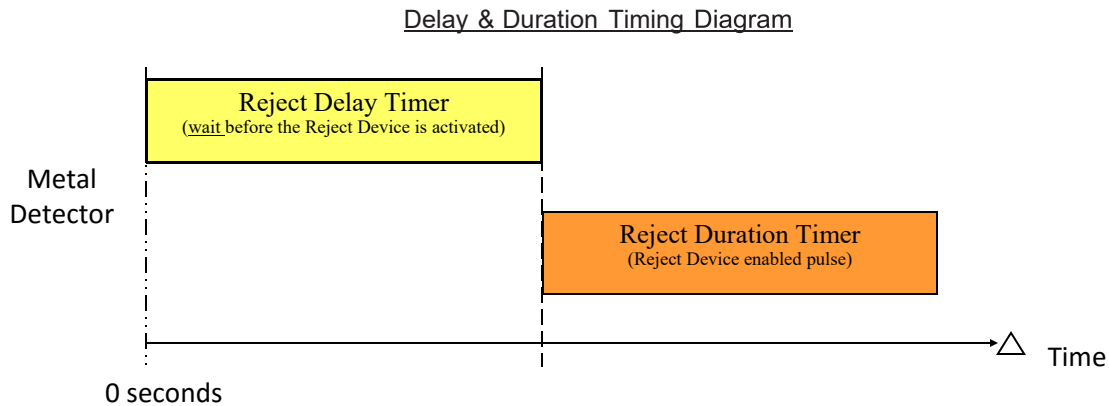 Delay & Duration Timing Diagram
Reject Delay Timer
(wait before the Reject Device is activated)
Metal
Detector
Reject Duration Timer
(Reject Device enabled pulse)
Time
0 seconds